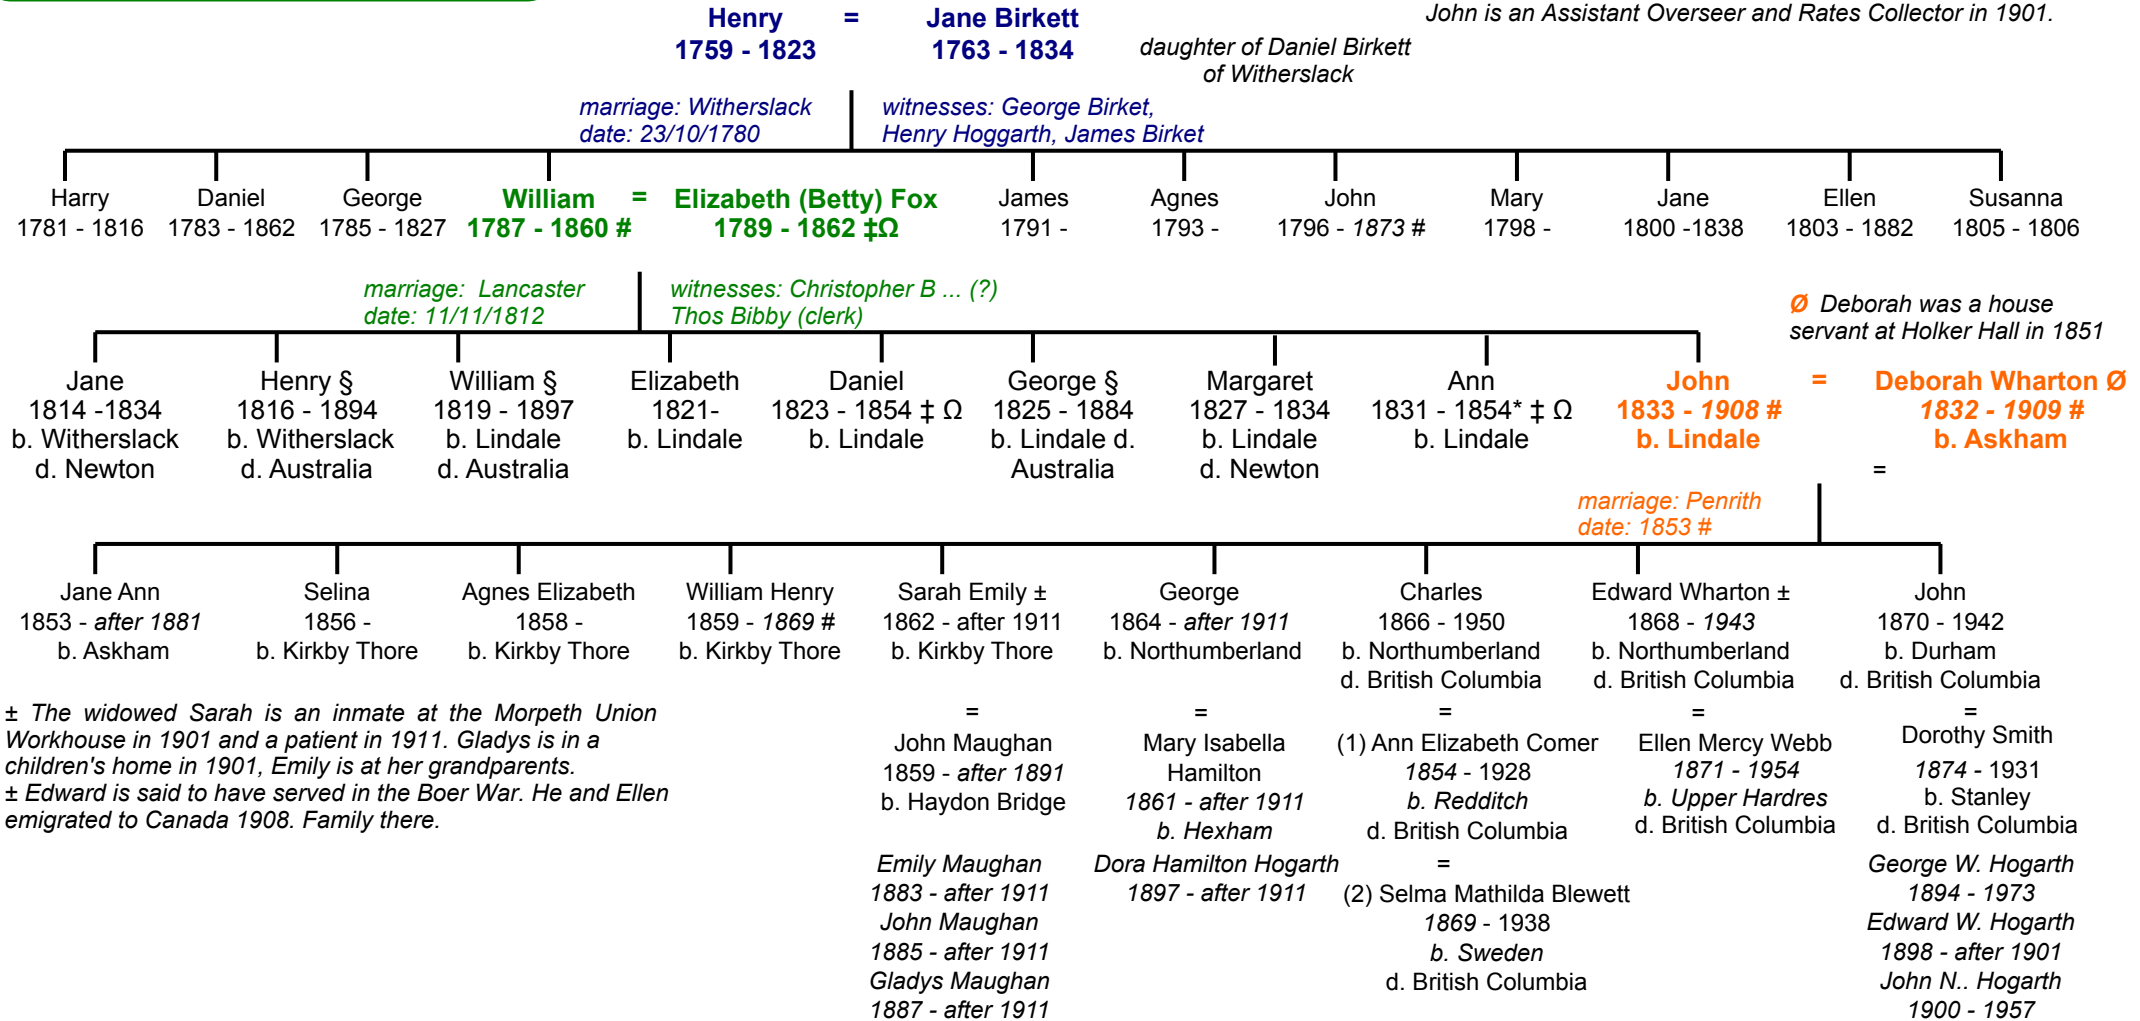 John is an Assistant Overseer and Rates Collector in 1901.
Henry = Jane Birkett
1759 - 1823 1763 - 1834
daughter of Daniel Birkett
of Witherslack
marriage: Witherslack
date: 23/10/1780
witnesses: George Birket,
Henry Hoggarth, James Birket
Harry
1781 - 1816
Daniel
1783 - 1862
George
1785 - 1827
William
1787 - 1860 #
=
Elizabeth (Betty) Fox
1789 - 1862 ‡Ω
James
1791 -
Agnes
1793 -
John
1796 - 1873 #
Mary
1798 -
Jane
1800 -1838
Ellen
1803 - 1882
Susanna
1805 - 1806
marriage: Lancaster
date: 11/11/1812
witnesses: Christopher B ... (?)
Thos Bibby (clerk)
Ø Deborah was a house
servant at Holker Hall in 1851
Jane
1814 -1834
b. Witherslack
d. Newton
Henry §
1816 - 1894
b. Witherslack
d. Australia
William §
1819 - 1897
b. Lindale
d. Australia
Elizabeth
1821-
b. Lindale
Daniel
1823 - 1854 ‡ Ω
b. Lindale
George §
1825 - 1884
b. Lindale d.
Australia
Margaret
1827 - 1834
b. Lindale
d. Newton
Ann
1831 - 1854* ‡ Ω
b. Lindale
John
1833 - 1908 #
b. Lindale
=
Deborah Wharton Ø
1832 - 1909 #
b. Askham
=
marriage: Penrith
date: 1853 #
Jane Ann
1853 - after 1881
b. Askham
Selina
1856 -
b. Kirkby Thore
Agnes Elizabeth
1858 -
b. Kirkby Thore
William Henry
1859 - 1869 #
b. Kirkby Thore
Sarah Emily ±
1862 - after 1911
b. Kirkby Thore
=
John Maughan
1859 - after 1891
b. Haydon Bridge
Emily Maughan
1883 - after 1911
John Maughan
1885 - after 1911
Gladys Maughan
1887 - after 1911
George
1864 - after 1911
b. Northumberland
=
Mary Isabella
Hamilton
1861 - after 1911
b. Hexham
Dora Hamilton Hogarth
1897 - after 1911
Charles
1866 - 1950
b. Northumberland
d. British Columbia
=
(1) Ann Elizabeth Comer
1854 - 1928
b. Redditch
d. British Columbia
=
(2) Selma Mathilda Blewett
1869 - 1938
b. Sweden
d. British Columbia
Edward Wharton ±
1868 - 1943
b. Northumberland
d. British Columbia
=
Ellen Mercy Webb
1871 - 1954
b. Upper Hardres
d. British Columbia
John
1870 - 1942
b. Durham
d. British Columbia
=
Dorothy Smith
1874 - 1931
b. Stanley
d. British Columbia
George W. Hogarth
1894 - 1973
Edward W. Hogarth
1898 - after 1901
John N.. Hogarth
1900 - 1957
± The widowed Sarah is an inmate at the Morpeth Union
Workhouse in 1901 and a patient in 1911. Gladys is in a
children's home in 1901, Emily is at her grandparents.
± Edward is said to have served in the Boer War. He and Ellen
emigrated to Canada 1908. Family there.